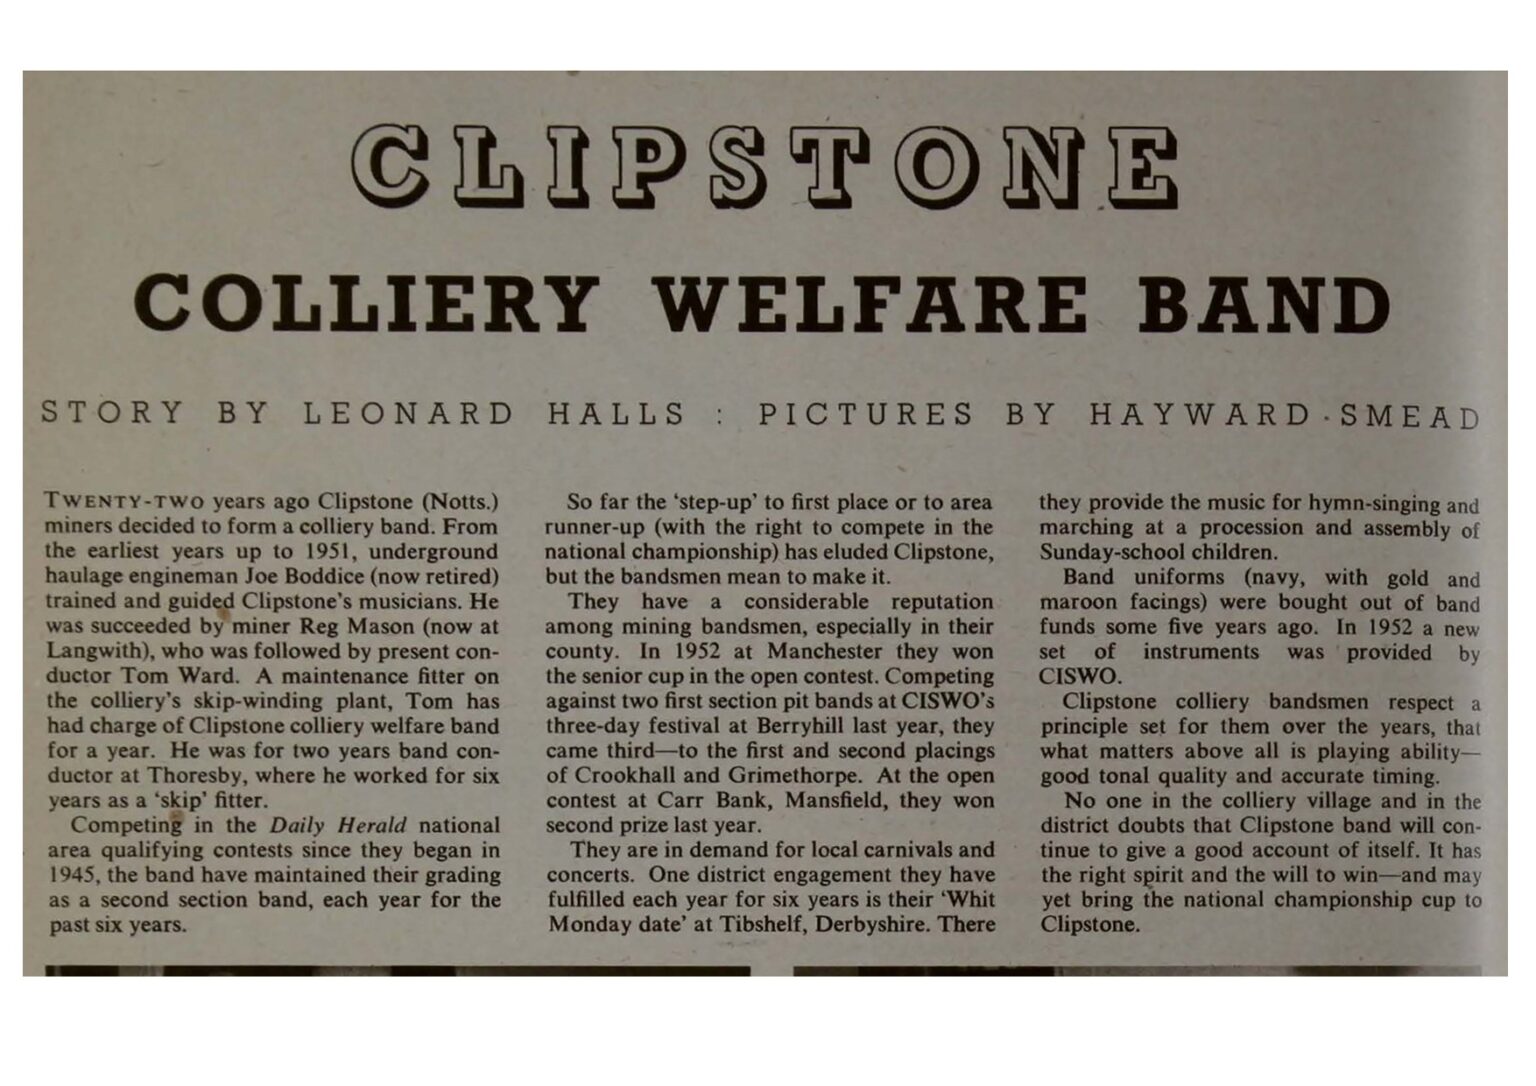 CLIPSTONE
COLLIERY WELFARE BAND
STORY BY LEONARD HALLS : PICTURES BY HAYWARD-SMEAD
TWENTY-TWO years ago Clipstone (Notts.)
miners decided to form a colliery band. From
the earliest years up to 1951, underground
haulage engineman Joe Boddice (now retired)
trained and guided Clipstone's musicians. He
was succeeded by miner Reg Mason (now at
Langwith), who was followed by present con-
ductor Tom Ward. A maintenance fitter on
the colliery's skip-winding plant, Tom has
had charge of Clipstone colliery welfare band
for a year. He was for two years band con-
ductor at Thoresby, where he worked for six
years as a 'skip' fitter.
Competing in the Daily Herald national
area qualifying contests since they began in
1945, the band have maintained their grading
as a second section band, each year for the
past six years.
So far the 'step-up' to first place or to area
runner-up (with the right to compete in the
national championship) has eluded Clipstone,
but the bandsmen mean to make it.
They have a considerable reputation
among mining bandsmen, especially in their
county. In 1952 at Manchester they won
the senior cup in the open contest. Competing
against two first section pit bands at CISWO's
three-day festival at Berryhill last year, they
came third—to the first and second placings
of Crookhall and Grimethorpe. At the open
contest at Carr Bank, Mansfield, they won
second prize last year.
They are in demand for local carnivals and
concerts. One district engagement they have
fulfilled each year for six years is their 'Whit
Monday date' at Tibshelf, Derbyshire. There
they provide the music for hymn-singing and
marching at a procession and assembly of
Sunday-school children.
Band uniforms (navy, with gold and
maroon facings) were bought out of band
funds some five years ago. In 1952 a new
set of instruments was provided by
CISWO.
Clipstone colliery bandsmen respect a
principle set for them over the years, that
what matters above all is playing ability—
good tonal quality and accurate timing.
No one in the colliery village and in the
district doubts that Clipstone band will con-
tinue to give a good account of itself. It has
the right spirit and the will to win—and may
yet bring the national championship cup to
Clipstone.